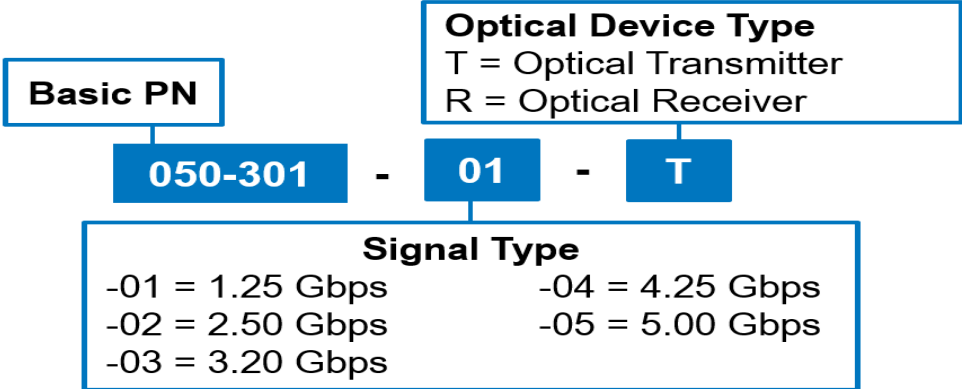 Optical Device Type
T = Optical Transmitter
R = Optical Receiver
Basic PN
050-301 - 01 - T
Signal Type
-01 = 1.25 Gbps -04 = 4.25 Gbps
-02 = 2.50 Gbps -05 = 5.00 Gbps
-03 = 3.20 Gbps